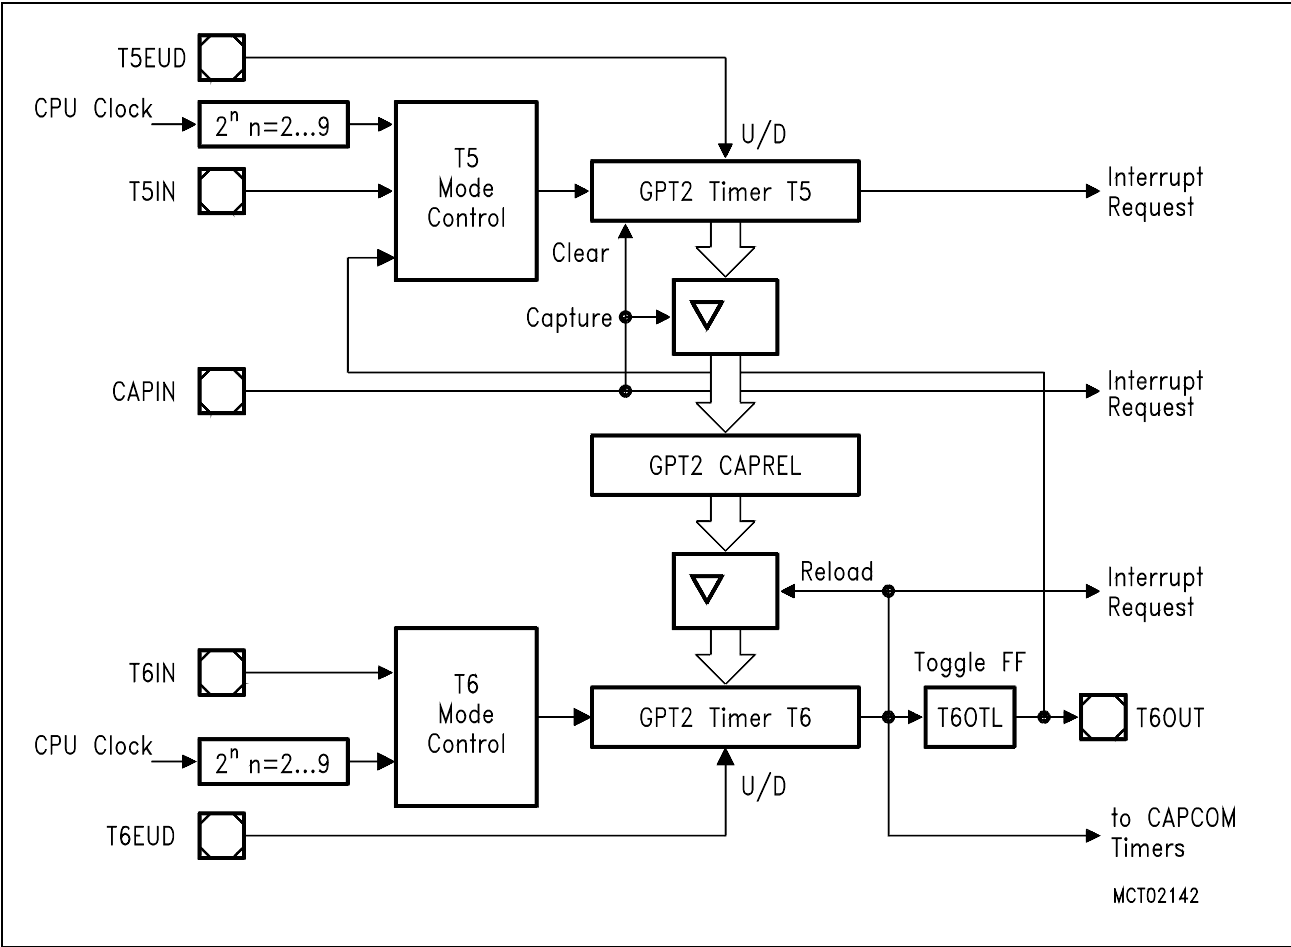 T5EUD
CPU Clock
2ⁿ n=2...9
U/D
T5
Mode
Control
T5IN
GPT2 Timer T5
Interrupt
Request
Clear
Capture
CAPIN
Interrupt
Request
GPT2 CAPREL
Reload
Interrupt
Request
T6IN
T6
Mode
Control
Toggle FF
GPT2 Timer T6
T6OTL
T6OUT
CPU Clock
2ⁿ n=2...9
U/D
T6EUD
to CAPCOM
Timers
MCT02142